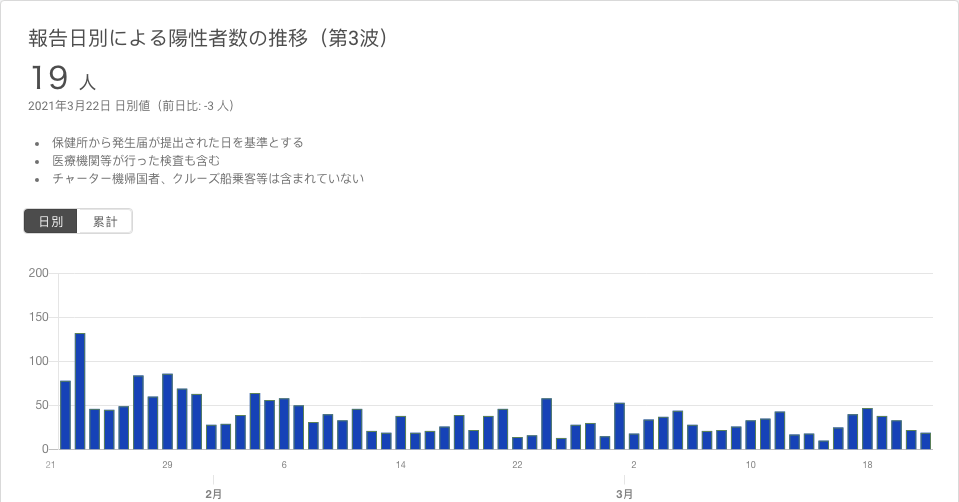 報告日別による陽性者数の推移（第3波）
19 人
2021年3月22日 日別値（前日比: -3 人）
保健所から発生届が提出された日を基準とする
医療機関等が行った検査も含む
チャーター機帰国者、クルーズ船乗客等は含まれていない
日別 累計
200
150
100
50
0
21 29 6 14 22 2 10 18
2月 3月